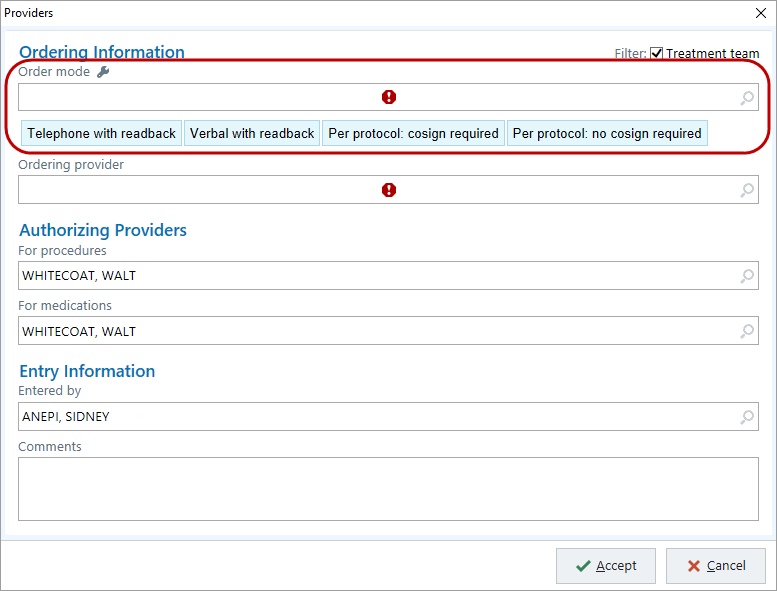 Providers
Ordering Information
Filter: Treatment team
Order mode
Telephone with readback Verbal with readback Per protocol: cosign required Per protocol: no cosign required
Ordering provider
Authorizing Providers
For procedures
WHITECOAT, WALT
For medications
WHITECOAT, WALT
Entry Information
Entered by
ANEPI, SIDNEY
Comments
Accept Cancel